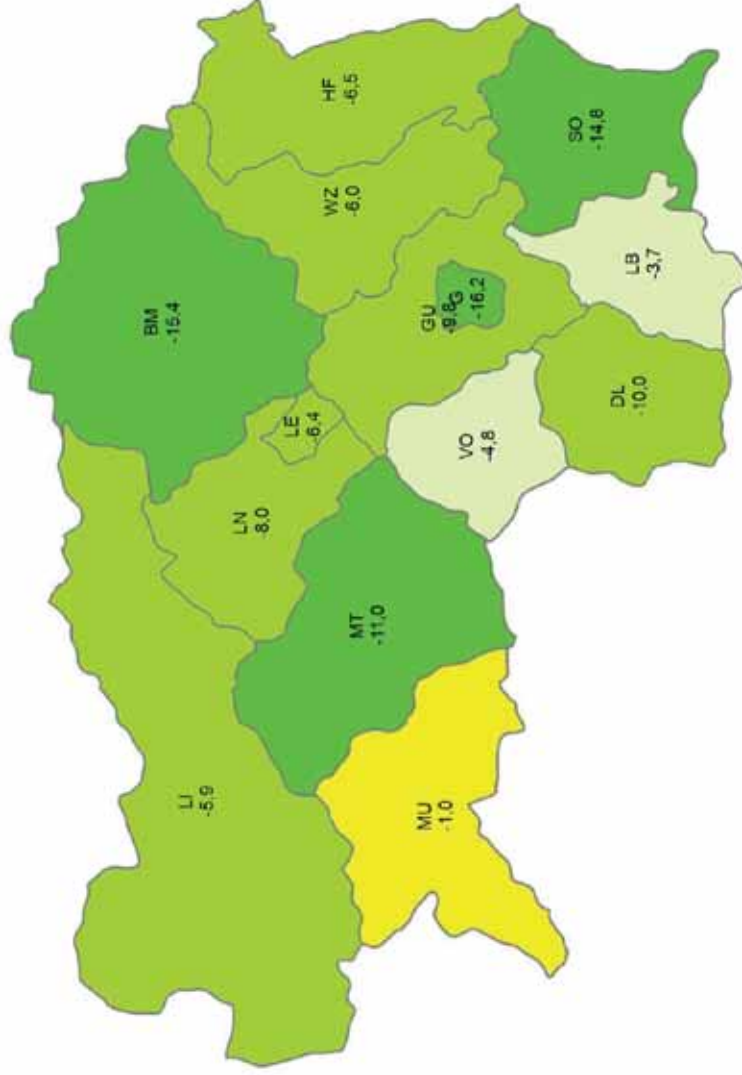 BM
-15,4
LI
-5,9
LN
-8,0
LE
-6,4
HF
-6,5
WZ
-6,0
MT
-11,0
GU
-9,8
MU
-1,0
G
-16,2
VO
-4,8
SO
-14,8
DL
-10,0
LB
-3,7